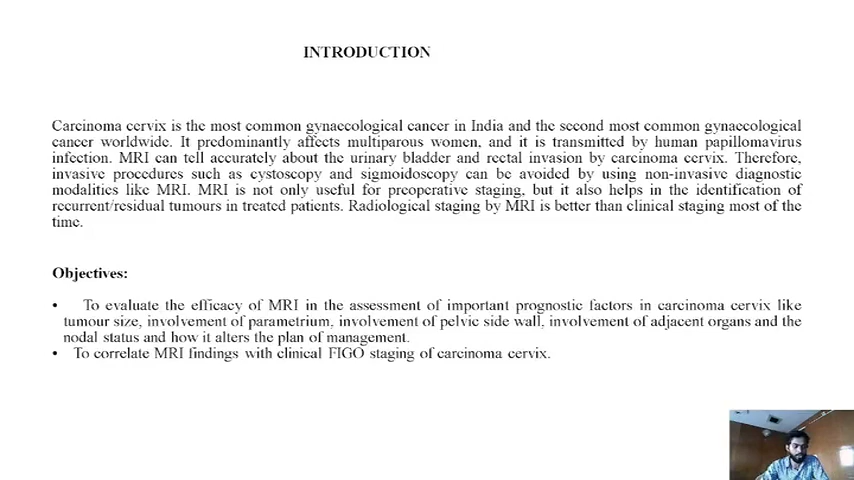 INTRODUCTION
Carcinoma cervix is the most common gynaecological cancer in India and the second most common gynaecological
cancer worldwide. It predominantly affects multiparous women, and it is transmitted by human papillomavirus
infection. MRI can tell accurately about the urinary bladder and rectal invasion by carcinoma cervix. Therefore,
invasive procedures such as cystoscopy and sigmoidoscopy can be avoided by using non-invasive diagnostic
modalities like MRI. MRI is not only useful for preoperative staging, but it also helps in the identification of
recurrent/residual tumours in treated patients. Radiological staging by MRI is better than clinical staging most of the
time.
Objectives:
• To evaluate the efficacy of MRI in the assessment of important prognostic factors in carcinoma cervix like
tumour size, involvement of parametrium, involvement of pelvic side wall, involvement of adjacent organs and the
nodal status and how it alters the plan of management.
• To correlate MRI findings with clinical FIGO staging of carcinoma cervix.